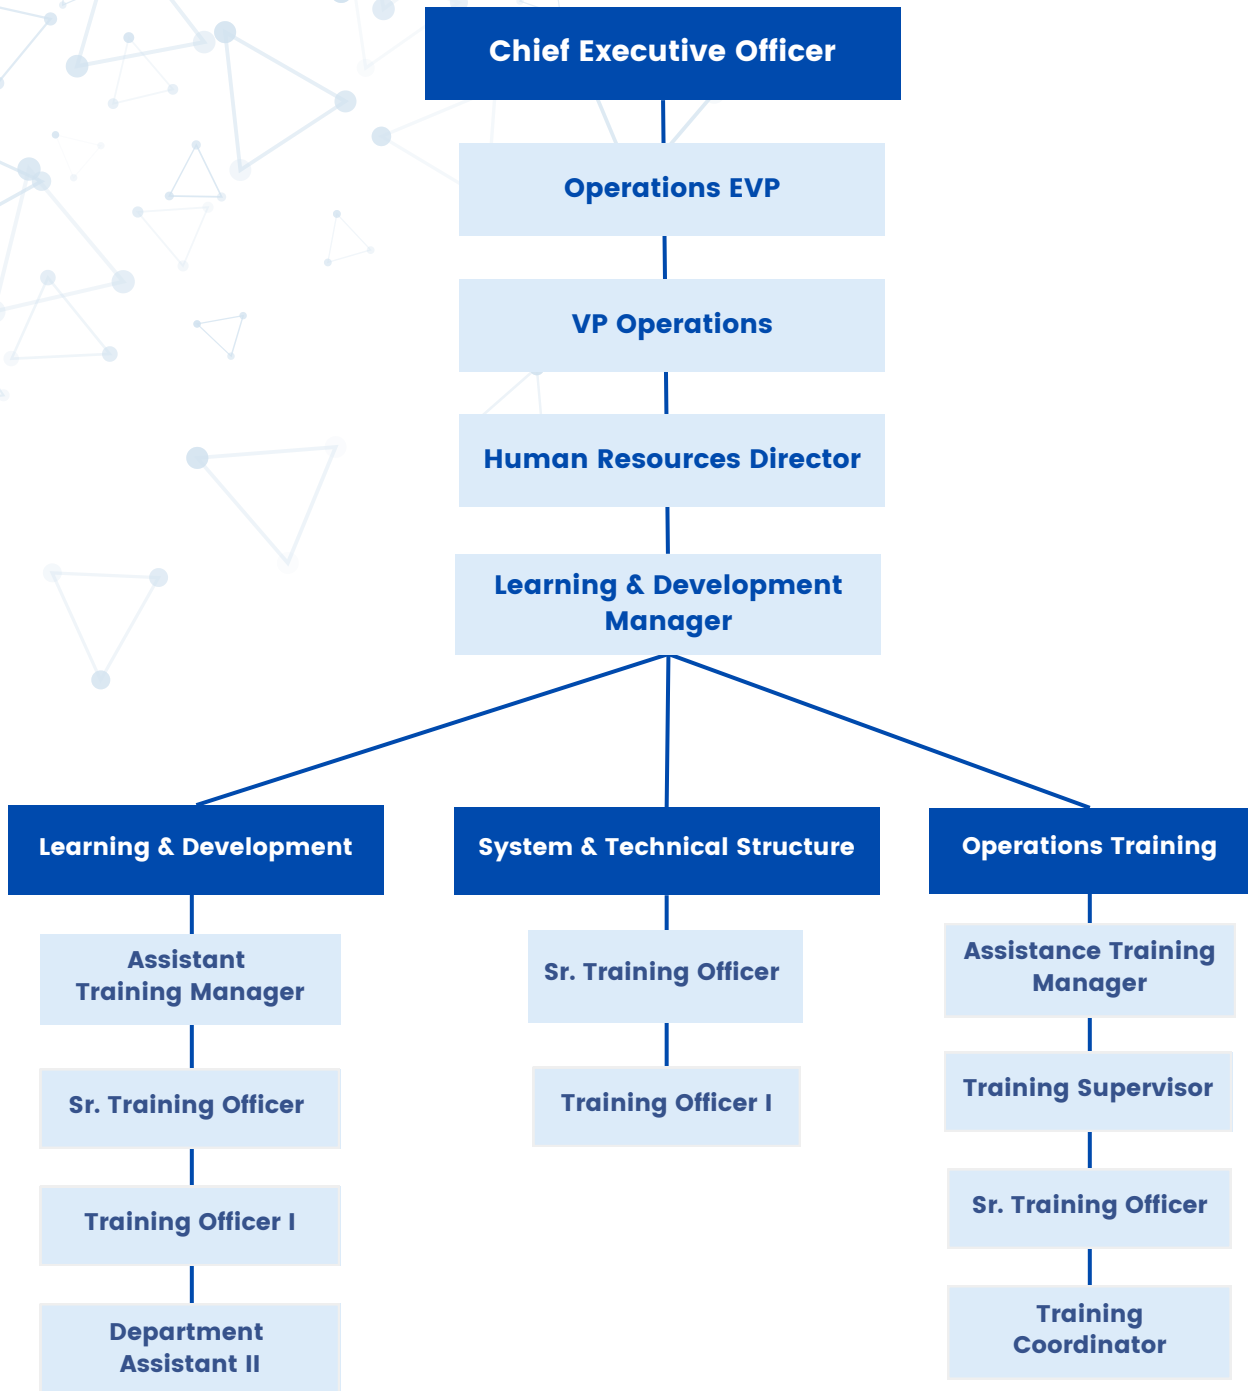 Chief Executive Officer
Operations EVP
VP Operations
Human Resources Director
Learning & Development
Manager
Learning & Development
Assistant
Training Manager
Sr. Training Officer
Training Officer I
Department
Assistant II
System & Technical Structure
Sr. Training Officer
Training Officer I
Operations Training
Assistance Training
Manager
Training Supervisor
Sr. Training Officer
Training
Coordinator